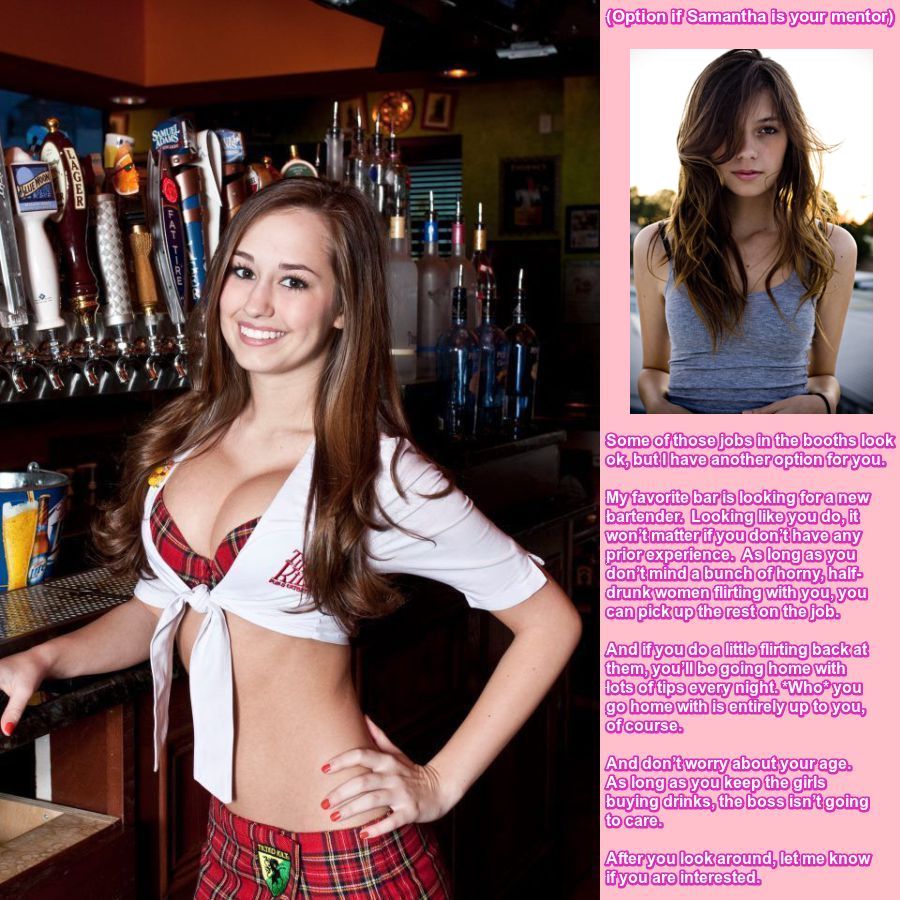 (Option if Samantha is your mentor)
SAMUEL
ADAMS
BLUE MOON
LAGER
FAT TIRE
Some of those jobs in the booths look
ok, but I have another option for you.
My favorite bar is looking for a new
bartender.  Looking like you do, it
won't matter if you don't have any
prior experience.  As long as you
don't mind a bunch of horny, half-
drunk women flirting with you, you
can pick up the rest on the job.
And if you do a little flirting back at
them, you'll be going home with
lots of tips every night. *Who* you
go home with is entirely up to you,
of course.
And don't worry about your age.
As long as you keep the girls
buying drinks, the boss isn't going
to care.
After you look around, let me know
if you are interested.